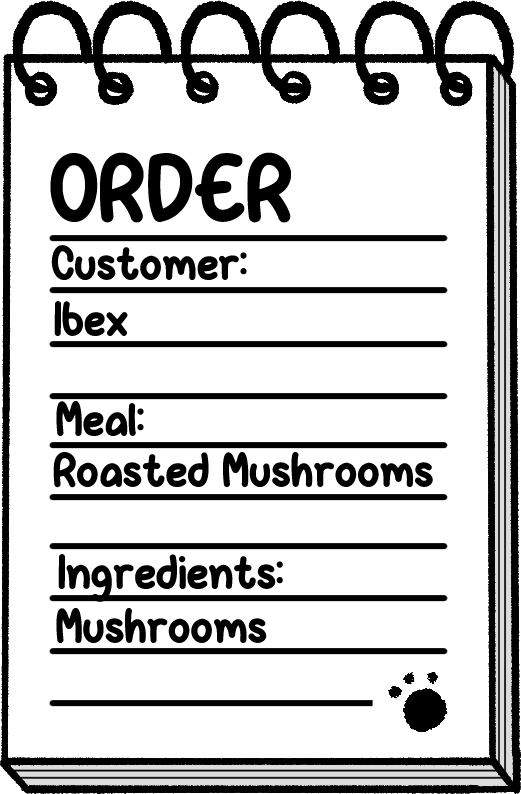 ORDER
Customer:
Ibex
Meal:
Roasted Mushrooms
Ingredients:
Mushrooms